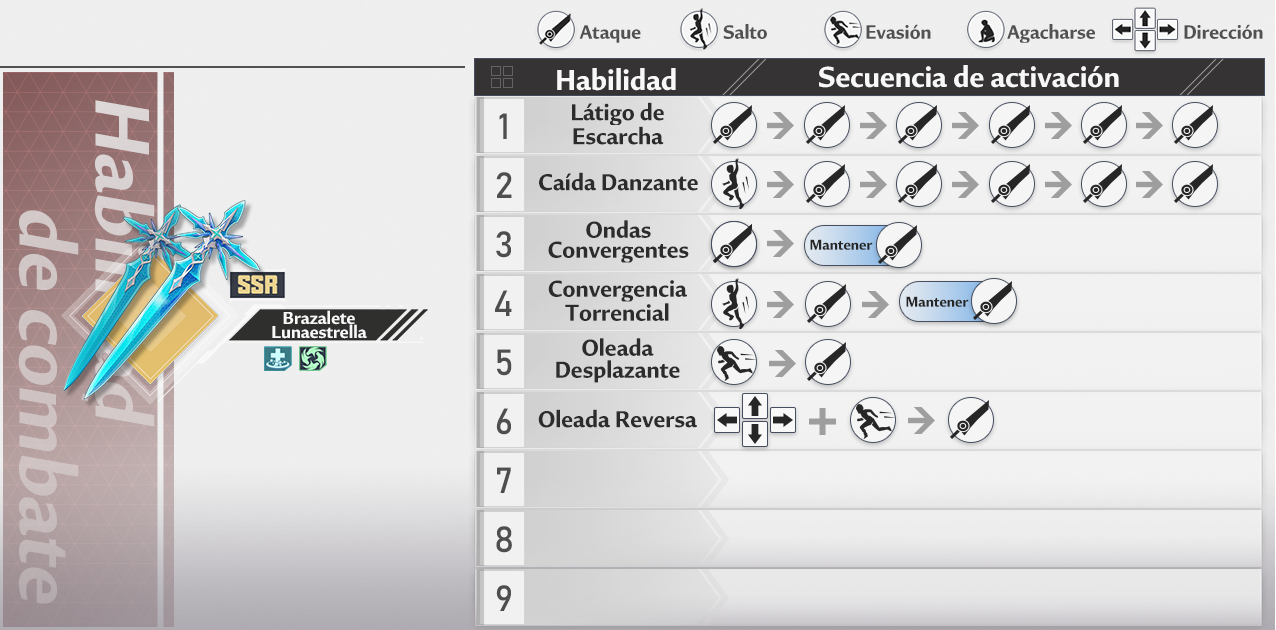 Ataque
Salto
Evasión
Agacharse
Dirección
Habilidad
de combate
SSR
Brazalete
Lunaestrella
Habilidad
Secuencia de activación
1
Látigo de
Escarcha
2
Caída Danzante
3
Ondas
Convergentes
Mantener
4
Convergencia
Torrencial
Mantener
5
Oleada
Desplazante
6
Oleada Reversa
7
8
9